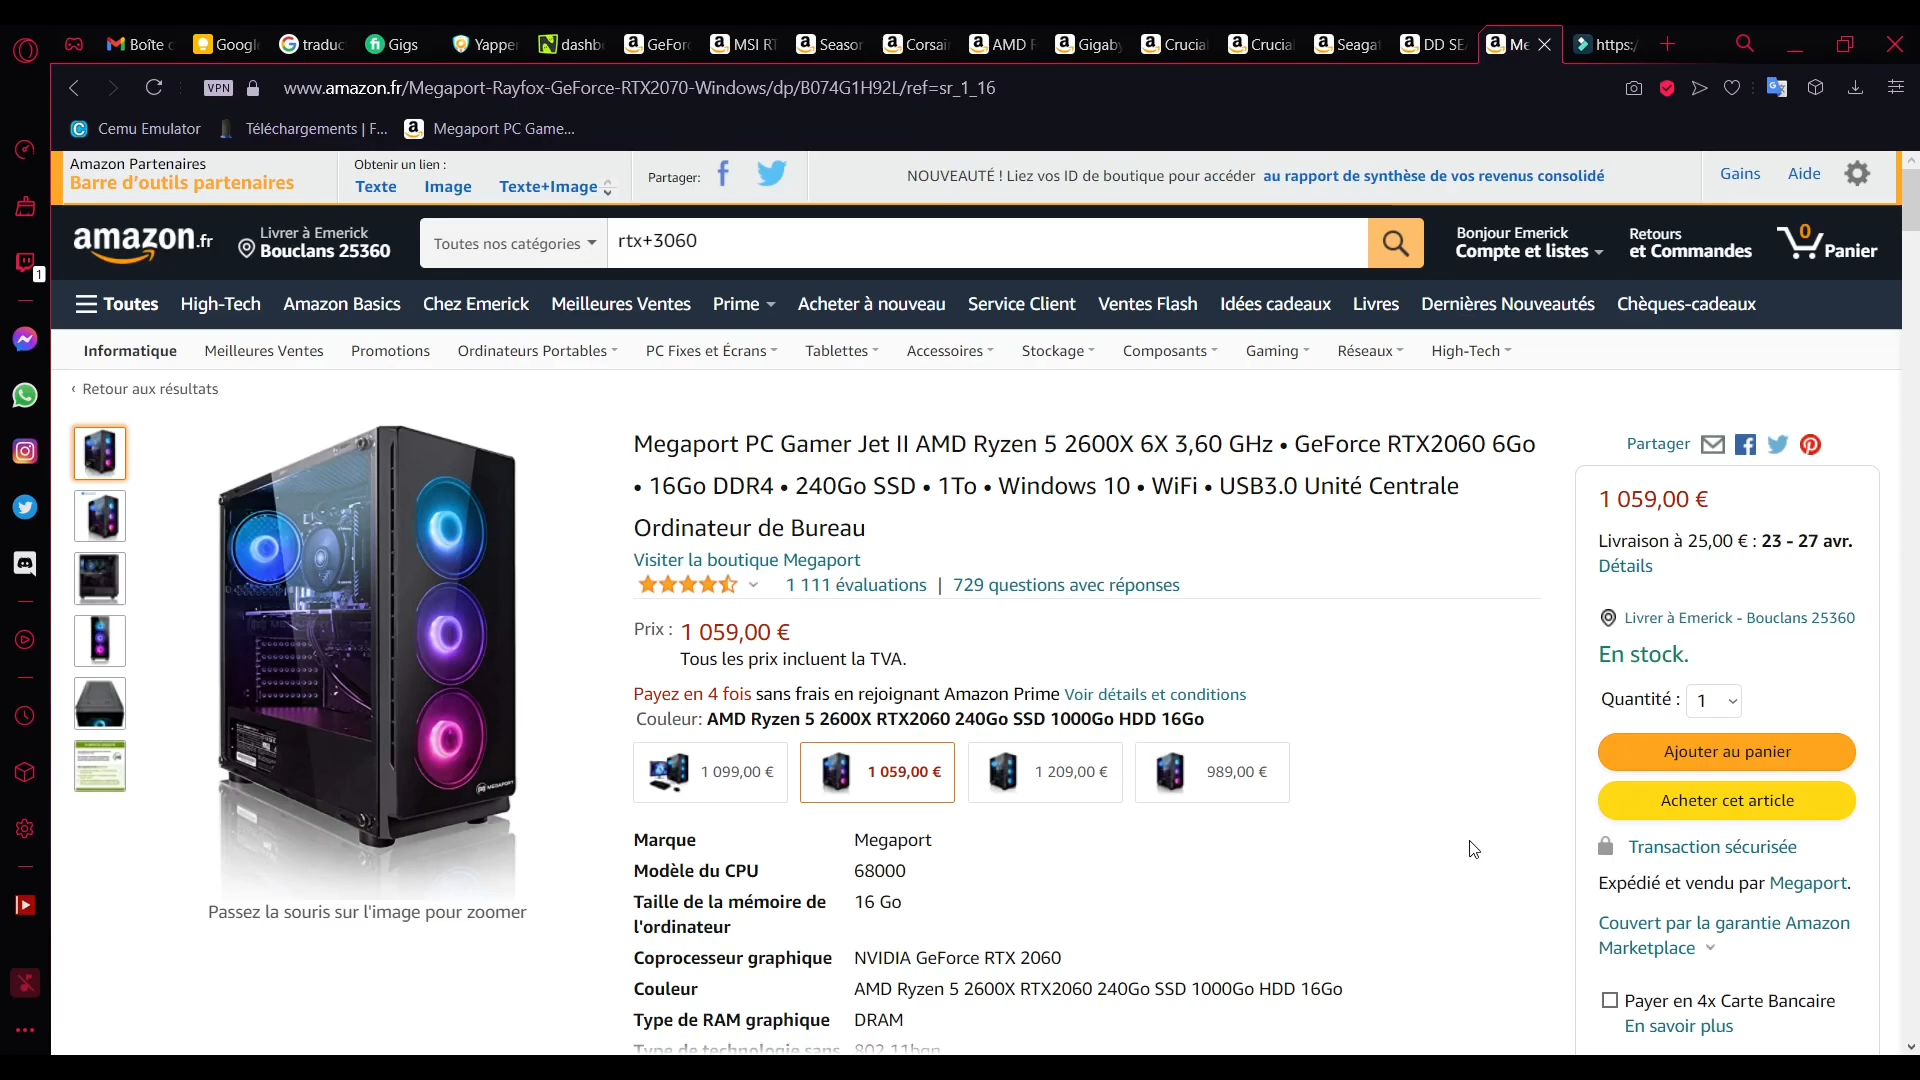 Boîte
Googl
traduc
Gigs
Yapper
dashb
GeFor
MSI RT
Season
Corsai
AMD
Gigaby
Crucia
Crucia
Seagat
DD SE
Me
https:/
VPN
www.amazon.fr/Megaport-Rayfox-GeForce-RTX2070-Windows/dp/B074G1H92L/ref=sr_1_16
Cemu Emulator
Téléchargements | F...
Megaport PC Game...
Amazon Partenaires
Barre d'outils partenaires
Obtenir un lien :
Texte Image Texte+Image
Partager:
NOUVEAUTÉ ! Liez vos ID de boutique pour accéder au rapport de synthèse de vos revenus consolidé
Gains Aide
amazon.fr
Livrer à Emerick
Bouclans 25360
Toutes nos catégories
rtx+3060
Bonjour Emerick
Compte et listes
Retours
et Commandes
0
Panier
Toutes High-Tech Amazon Basics Chez Emerick Meilleures Ventes Prime Acheter à nouveau Service Client Ventes Flash Idées cadeaux Livres Dernières Nouveautés Chèques-cadeaux
Informatique Meilleures Ventes Promotions Ordinateurs Portables PC Fixes et Écrans Tablettes Accessoires Stockage Composants Gaming Réseaux High-Tech
‹ Retour aux résultats
MEGAPORT
Passez la souris sur l'image pour zoomer
Megaport PC Gamer Jet II AMD Ryzen 5 2600X 6X 3,60 GHz • GeForce RTX2060 6Go
• 16Go DDR4 • 240Go SSD • 1To • Windows 10 • WiFi • USB3.0 Unité Centrale
Ordinateur de Bureau
Visiter la boutique Megaport
1 111 évaluations | 729 questions avec réponses
Prix : 1 059,00 €
Tous les prix incluent la TVA.
Payez en 4 fois sans frais en rejoignant Amazon Prime Voir détails et conditions
Couleur: AMD Ryzen 5 2600X RTX2060 240Go SSD 1000Go HDD 16Go
1 099,00 €
1 059,00 €
1 209,00 €
989,00 €
Marque Megaport
Modèle du CPU 68000
Taille de la mémoire de 16 Go
l'ordinateur
Coprocesseur graphique NVIDIA GeForce RTX 2060
Couleur AMD Ryzen 5 2600X RTX2060 240Go SSD 1000Go HDD 16Go
Type de RAM graphique DRAM
Type de technologie sans 802.11bgn
Partager
1 059,00 €
Livraison à 25,00 € : 23 - 27 avr.
Détails
Livrer à Emerick - Bouclans 25360
En stock.
Quantité : 1
Ajouter au panier
Acheter cet article
Transaction sécurisée
Expédié et vendu par Megaport.
Couvert par la garantie Amazon
Marketplace
Payer en 4x Carte Bancaire
En savoir plus
1